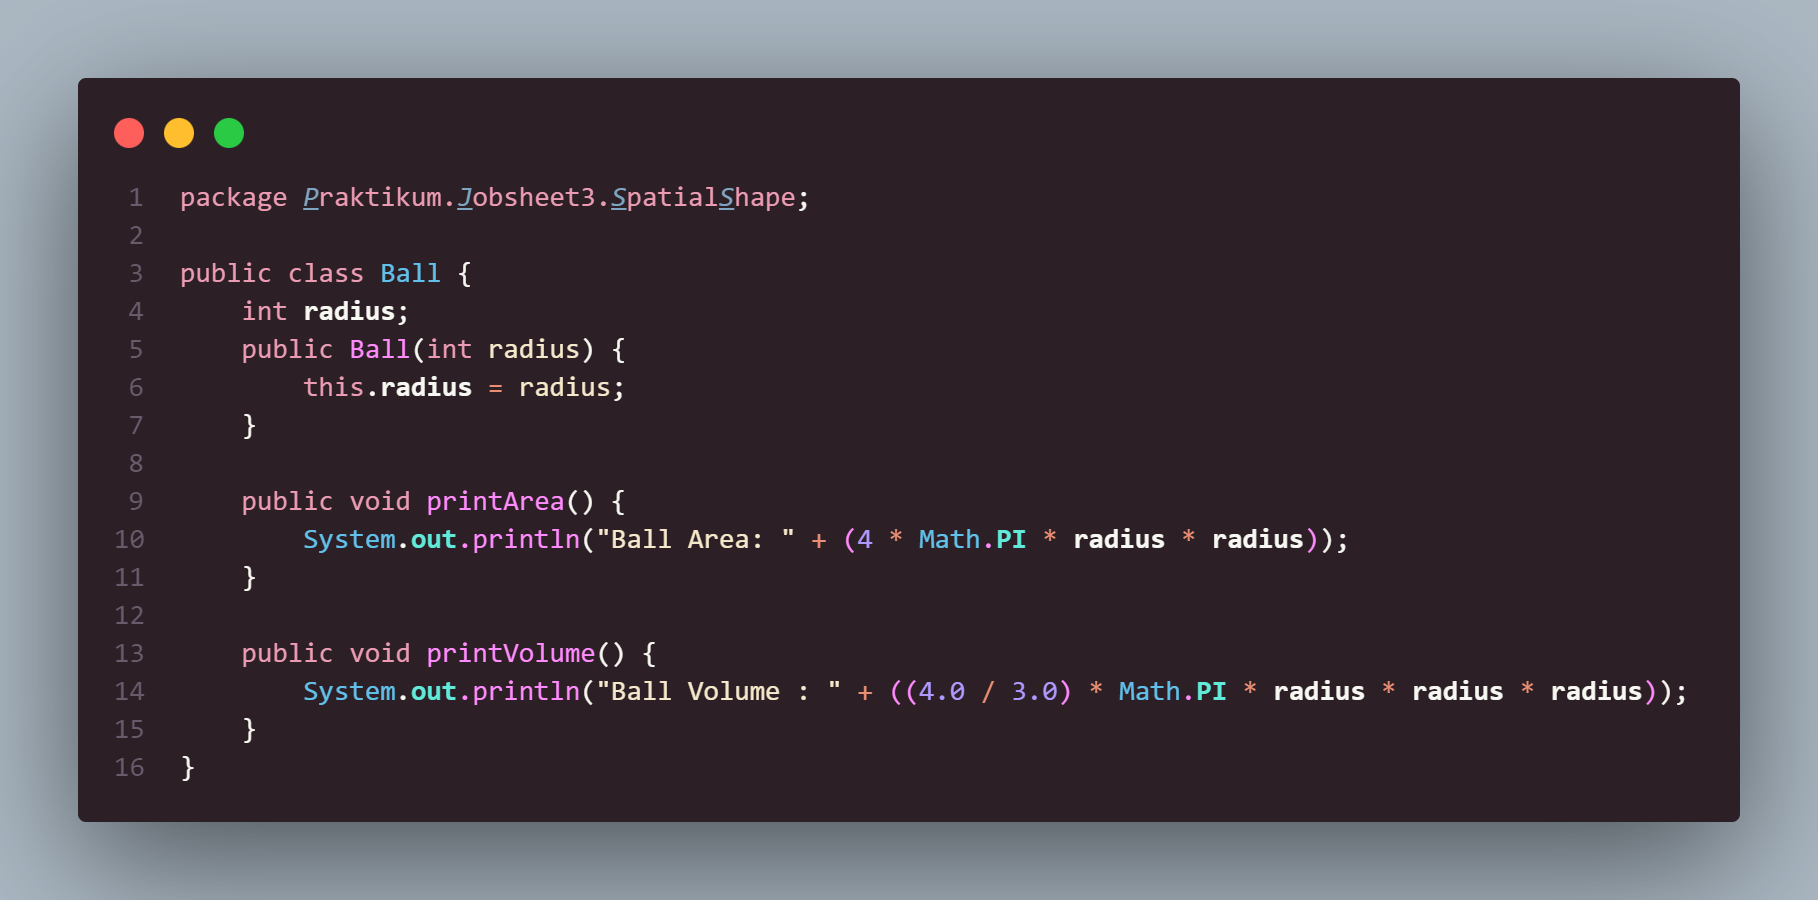 1 package Praktikum.Jobsheet3.SpatialShape;
2
3 public class Ball {
4     int radius;
5     public Ball(int radius) {
6         this.radius = radius;
7     }
8
9     public void printArea() {
10         System.out.println("Ball Area: " + (4 * Math.PI * radius * radius));
11     }
12
13     public void printVolume() {
14         System.out.println("Ball Volume : " + ((4.0 / 3.0) * Math.PI * radius * radius * radius));
15     }
16 }